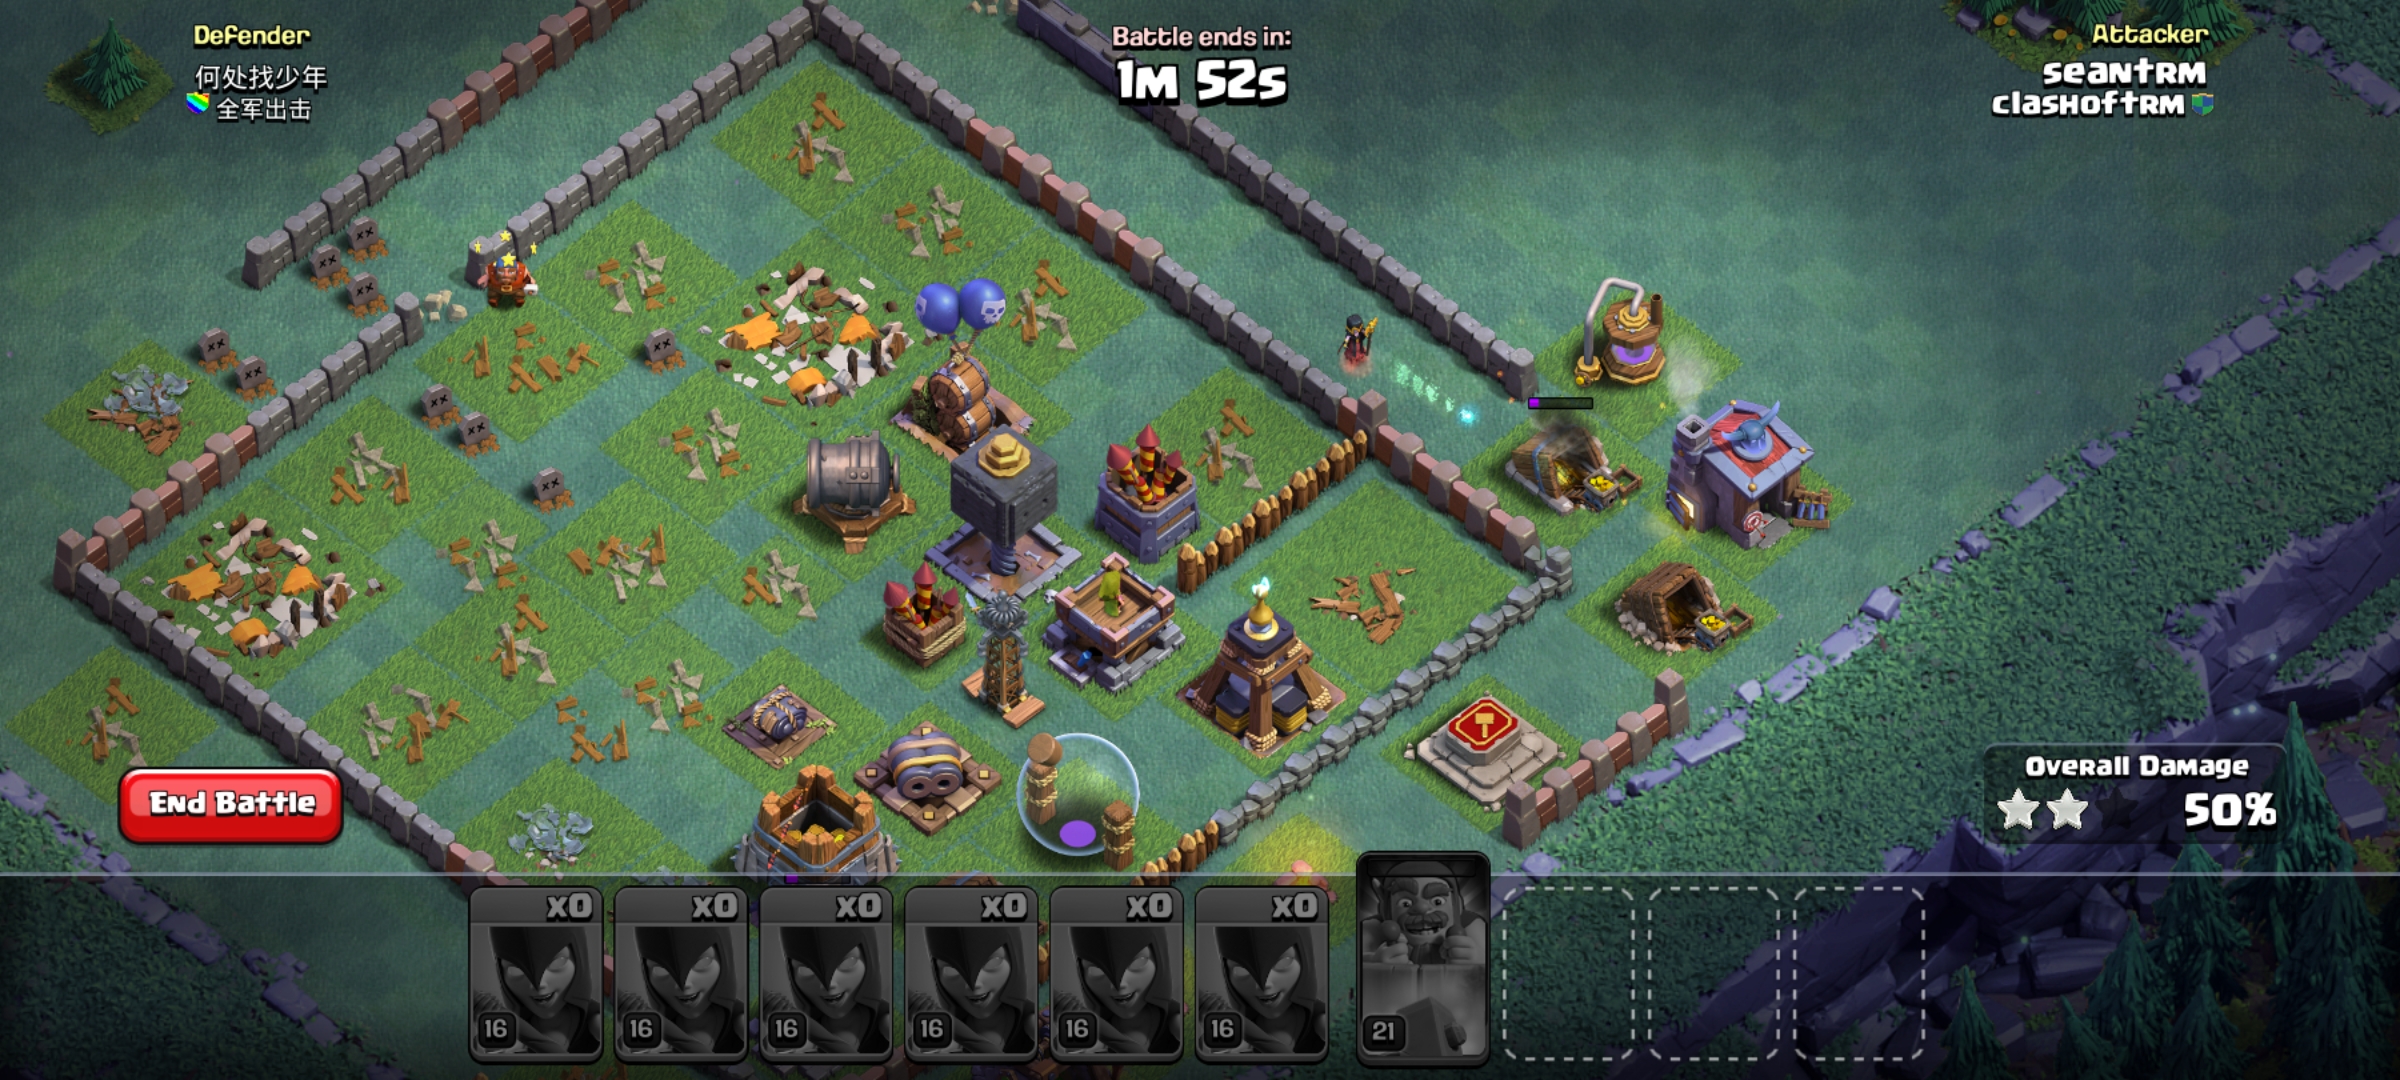 Defender
何处找少年
全军出击
Battle ends in:
1M 52s
Attacker
seantrm
clashoftrm
End Battle
Overall Damage
50%
x0 x0 x0 x0 x0 x0
16 16 16 16 16 16 21